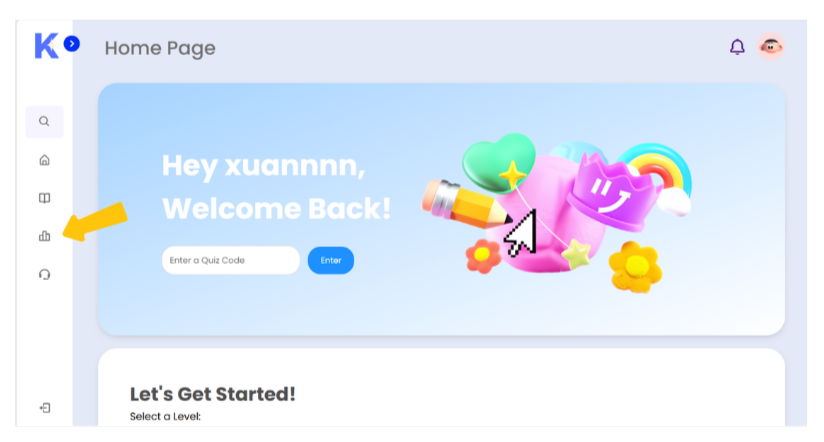 K
Home Page
Hey xuannnn,
Welcome Back!
Enter a Quiz Code
Enter
Let's Get Started!
Select a Level: